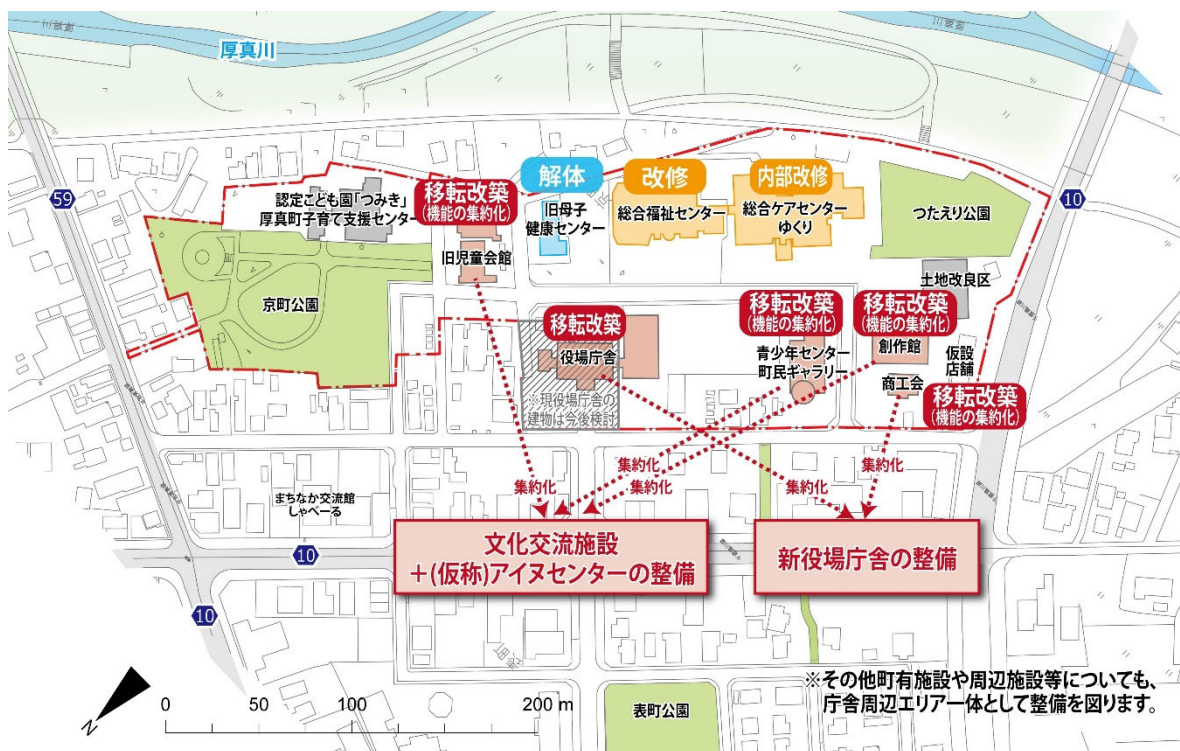 厚真川
59
10
認定こども園「つみき」
厚真町子育て支援センター
移転改築
(機能の集約化)
旧児童会館
解体
旧母子
健康センター
改修
総合福祉センター
内部改修
総合ケアセンター
ゆくり
つたえり公園
土地改良区
京町公園
移転改築
役場庁舎
※現役場庁舎の
建物は今後検討
移転改築
(機能の集約化)
青少年センター
町民ギャラリー
移転改築
(機能の集約化)
創作館
商工会
仮設
店舗
移転改築
(機能の集約化)
集約化
集約化
集約化
集約化
集約化
まちなか交流館
しゃべーる
10
10
文化交流施設
+(仮称)アイヌセンターの整備
新役場庁舎の整備
表町公園
N
0
50
100
200 m
※その他町有施設や周辺施設等についても、
庁舎周辺エリア一体として整備を図ります。